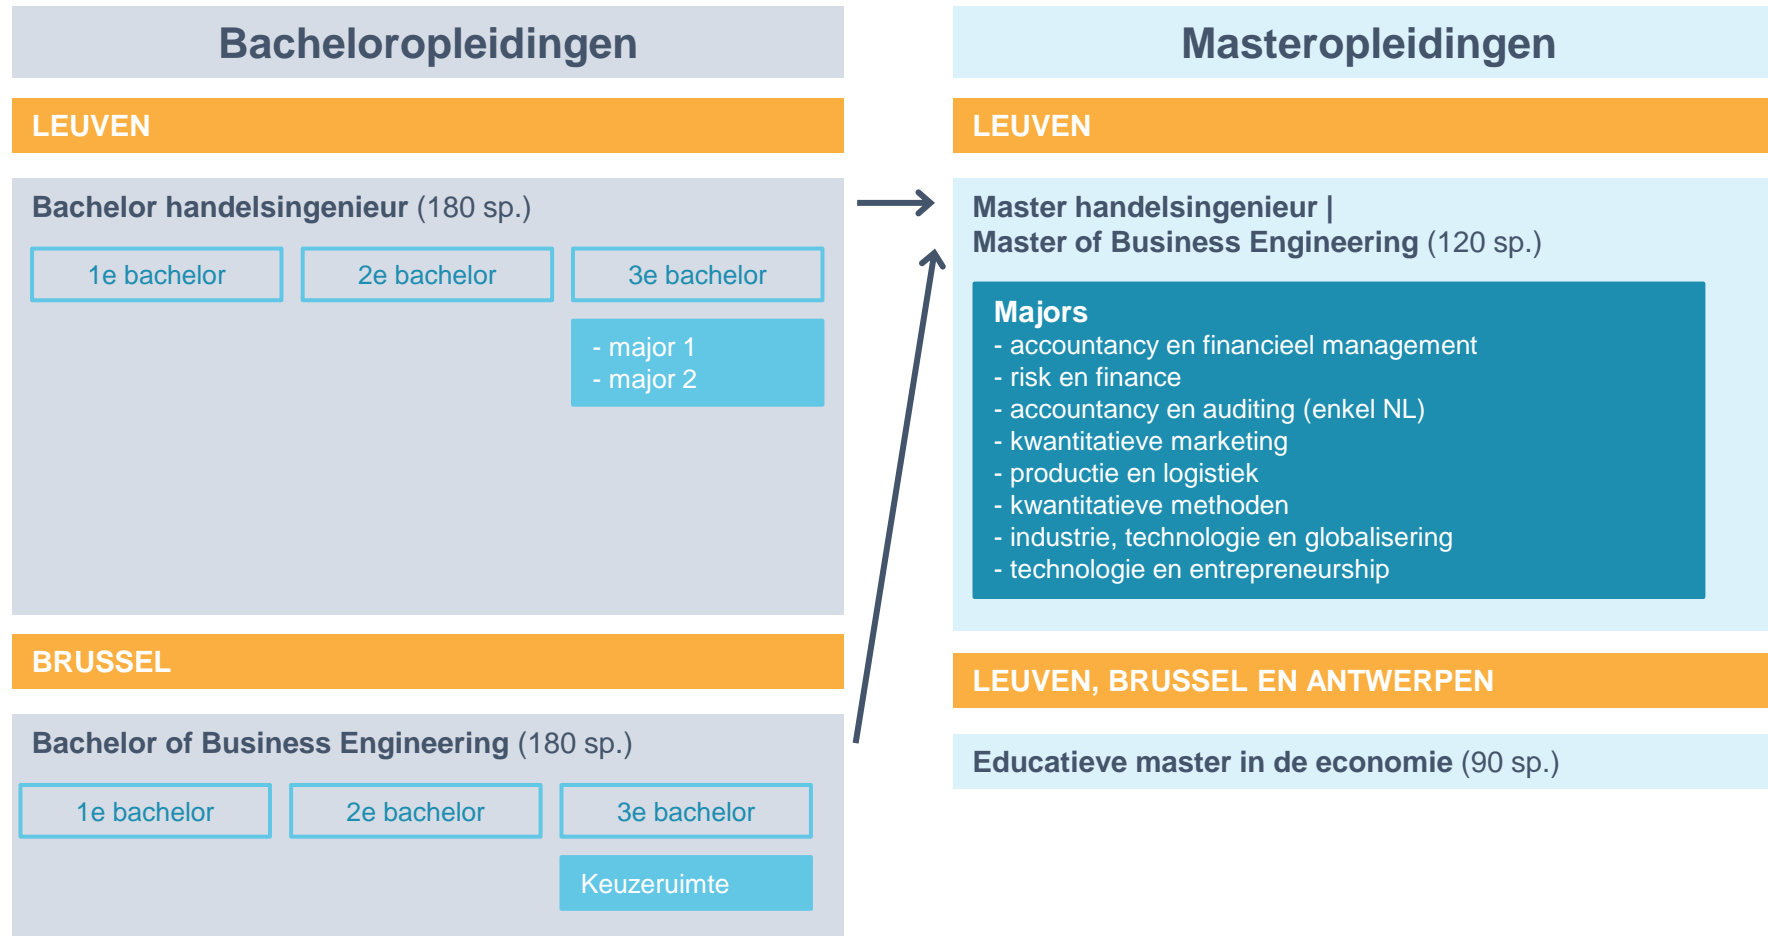 Bacheloropleidingen
LEUVEN
Bachelor handelsingenieur (180 sp.)
1e bachelor
2e bachelor
3e bachelor
- major 1
- major 2
BRUSSEL
Bachelor of Business Engineering (180 sp.)
1e bachelor
2e bachelor
3e bachelor
Keuzeruimte
Masteropleidingen
LEUVEN
Master handelsingenieur |
Master of Business Engineering (120 sp.)
Majors
- accountancy en financieel management
- risk en finance
- accountancy en auditing (enkel NL)
- kwantitatieve marketing
- productie en logistiek
- kwantitatieve methoden
- industrie, technologie en globalisering
- technologie en entrepreneurship
LEUVEN, BRUSSEL EN ANTWERPEN
Educatieve master in de economie (90 sp.)